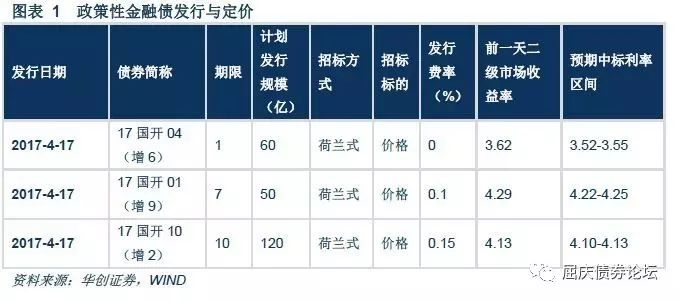 图表 1 政策性金融债发行与定价
发行日期 债券简称 期限 计划发行规模（亿） 招标方式 招标标的 发行费率（%） 前一天二级市场收益率 预期中标利率区间
2017-4-17 17 国开 04（增 6） 1 60 荷兰式 价格 0 3.62 3.52-3.55
2017-4-17 17 国开 01（增 9） 7 50 荷兰式 价格 0.1 4.29 4.22-4.25
2017-4-17 17 国开 10（增 2） 10 120 荷兰式 价格 0.15 4.13 4.10-4.13
资料来源：华创证券，WIND
屈庆债券论坛